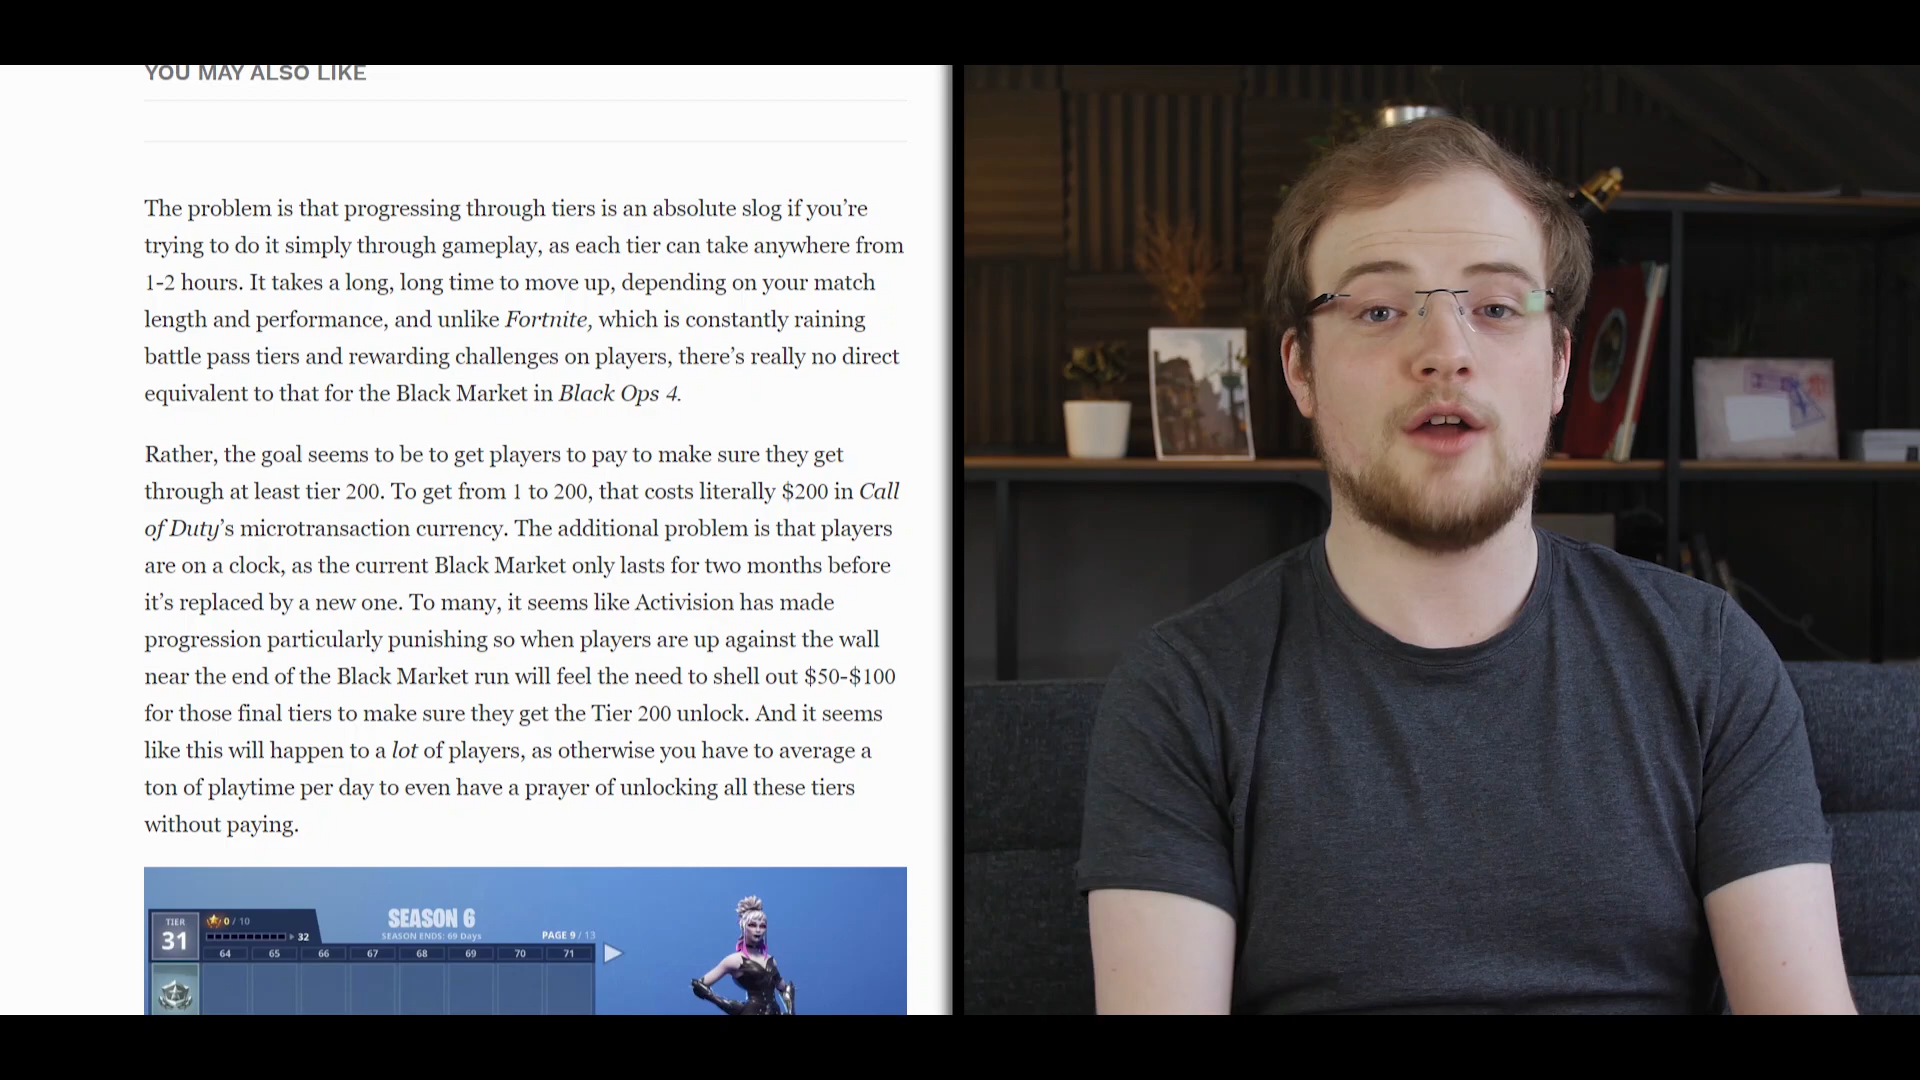 YOU MAY ALSO LIKE
The problem is that progressing through tiers is an absolute slog if you’re
trying to do it simply through gameplay, as each tier can take anywhere from
1-2 hours. It takes a long, long time to move up, depending on your match
length and performance, and unlike Fortnite, which is constantly raining
battle pass tiers and rewarding challenges on players, there’s really no direct
equivalent to that for the Black Market in Black Ops 4.
Rather, the goal seems to be to get players to pay to make sure they get
through at least tier 200. To get from 1 to 200, that costs literally $200 in Call
of Duty’s microtransaction currency. The additional problem is that players
are on a clock, as the current Black Market only lasts for two months before
it’s replaced by a new one. To many, it seems like Activision has made
progression particularly punishing so when players are up against the wall
near the end of the Black Market run will feel the need to shell out $50-$100
for those final tiers to make sure they get the Tier 200 unlock. And it seems
like this will happen to a lot of players, as otherwise you have to average a
ton of playtime per day to even have a prayer of unlocking all these tiers
without paying.
TIER
31
0 / 10
32
SEASON 6
SEASON ENDS: 69 Days
PAGE 9 / 13
64 65 66 67 68 69 70 71